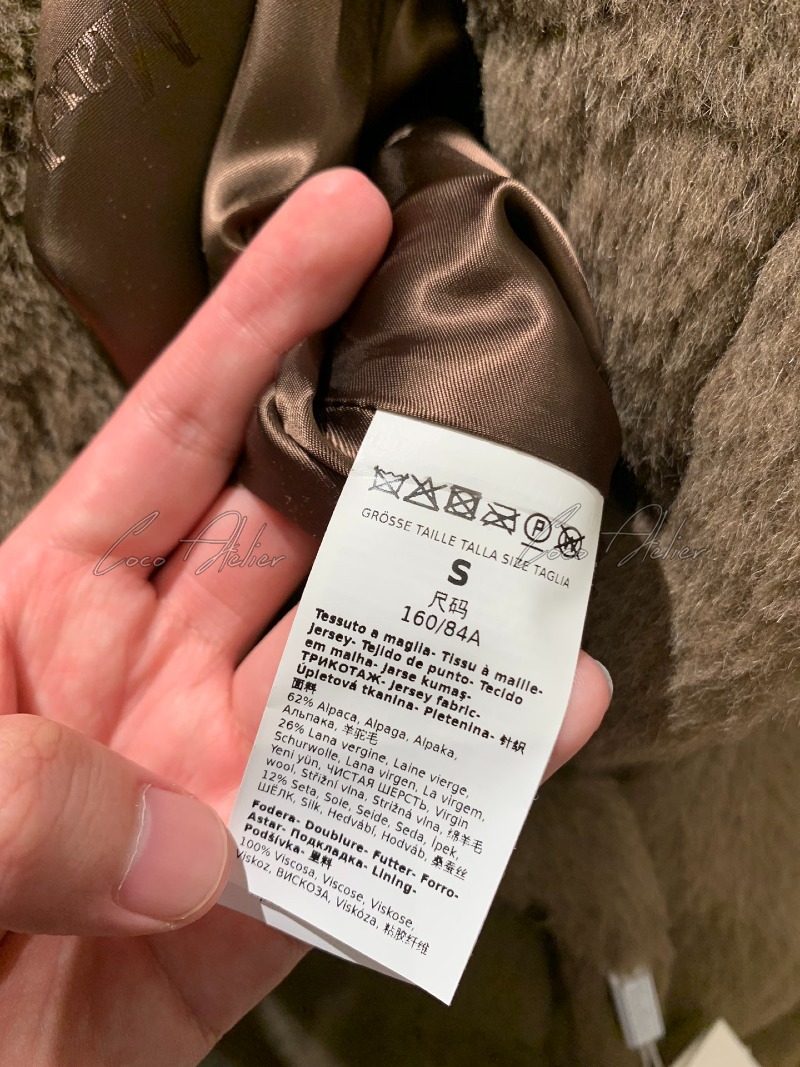 Max
GRÖSSE TAILLE TALLA SIZE TAGLIA
S
尺码
160/84A
Tessuto a maglia- Tissu à maille-
Jersey- Tejido de punto- Tecido
em malha- Jarse kumaş-
ТРИКОТАЖ- Jersey fabric-
Úpletová tkanina- Pletenina- 针织
面料
62% Alpaca, Alpaga, Alpaka,
Альпака, 羊驼毛
26% Lana vergine, Laine vierge,
Schurwolle, Lana virgen, La virgem,
Yeni yün, ЧИСТАЯ ШЕРСТЬ, Virgin
wool, Střižní vlna, Strižná vlna, 绵羊毛
12% Seta, Soie, Seide, Seda, İpek,
ШЁЛК, Silk, Hedvábí, Hodváb, 桑蚕丝
Fodera- Doublure- Futter- Forro-
Astar- Подкладка- Lining-
Podšívka- 里料
100% Viscosa, Viscose, Viskose,
Viskoz, ВИСКОЗА, Viskóza, 粘胶纤维
Coco Atelier
Coco Atelier